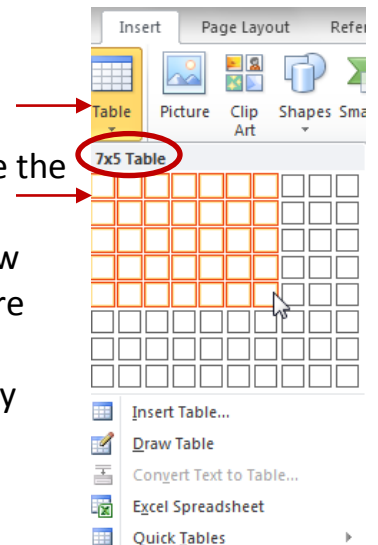 Insert Page Layout Refer
Table Picture Clip Art Shapes Sma
e the
7x5 Table
w
re
y
Insert Table...
Draw Table
Convert Text to Table...
Excel Spreadsheet
Quick Tables